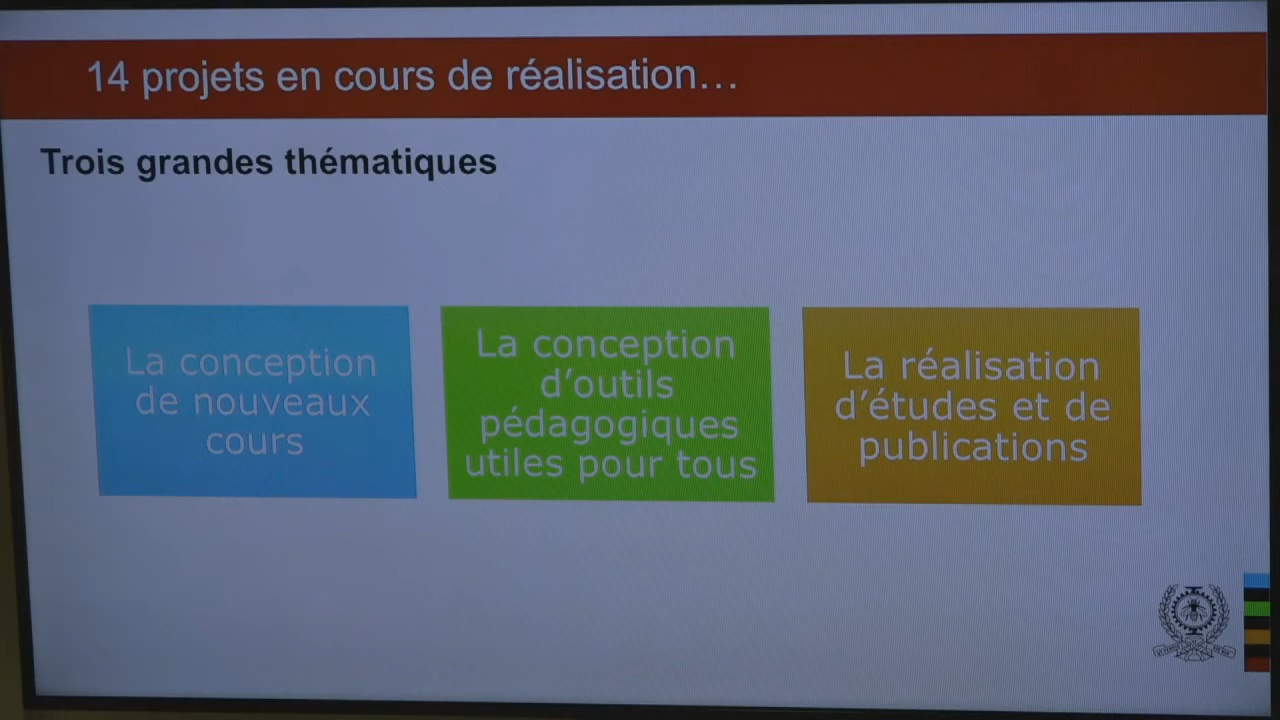 14 projets en cours de réalisation…
Trois grandes thématiques
La conception
de nouveaux
cours
La conception
d’outils
pédagogiques
utiles pour tous
La réalisation
d’études et de
publications